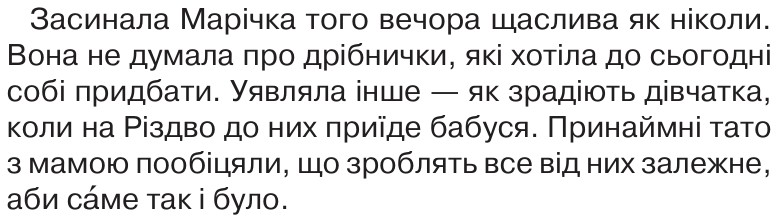 Засинала Марічка того вечора щаслива як ніколи.
Вона не думала про дрібнички, які хотіла до сьогодні
собі придбати. Уявляла інше — як зрадіють дівчатка,
коли на Різдво до них приїде бабуся. Принаймні тато
з мамою пообіцяли, що зроблять все від них залежне,
аби са́ме так і було.